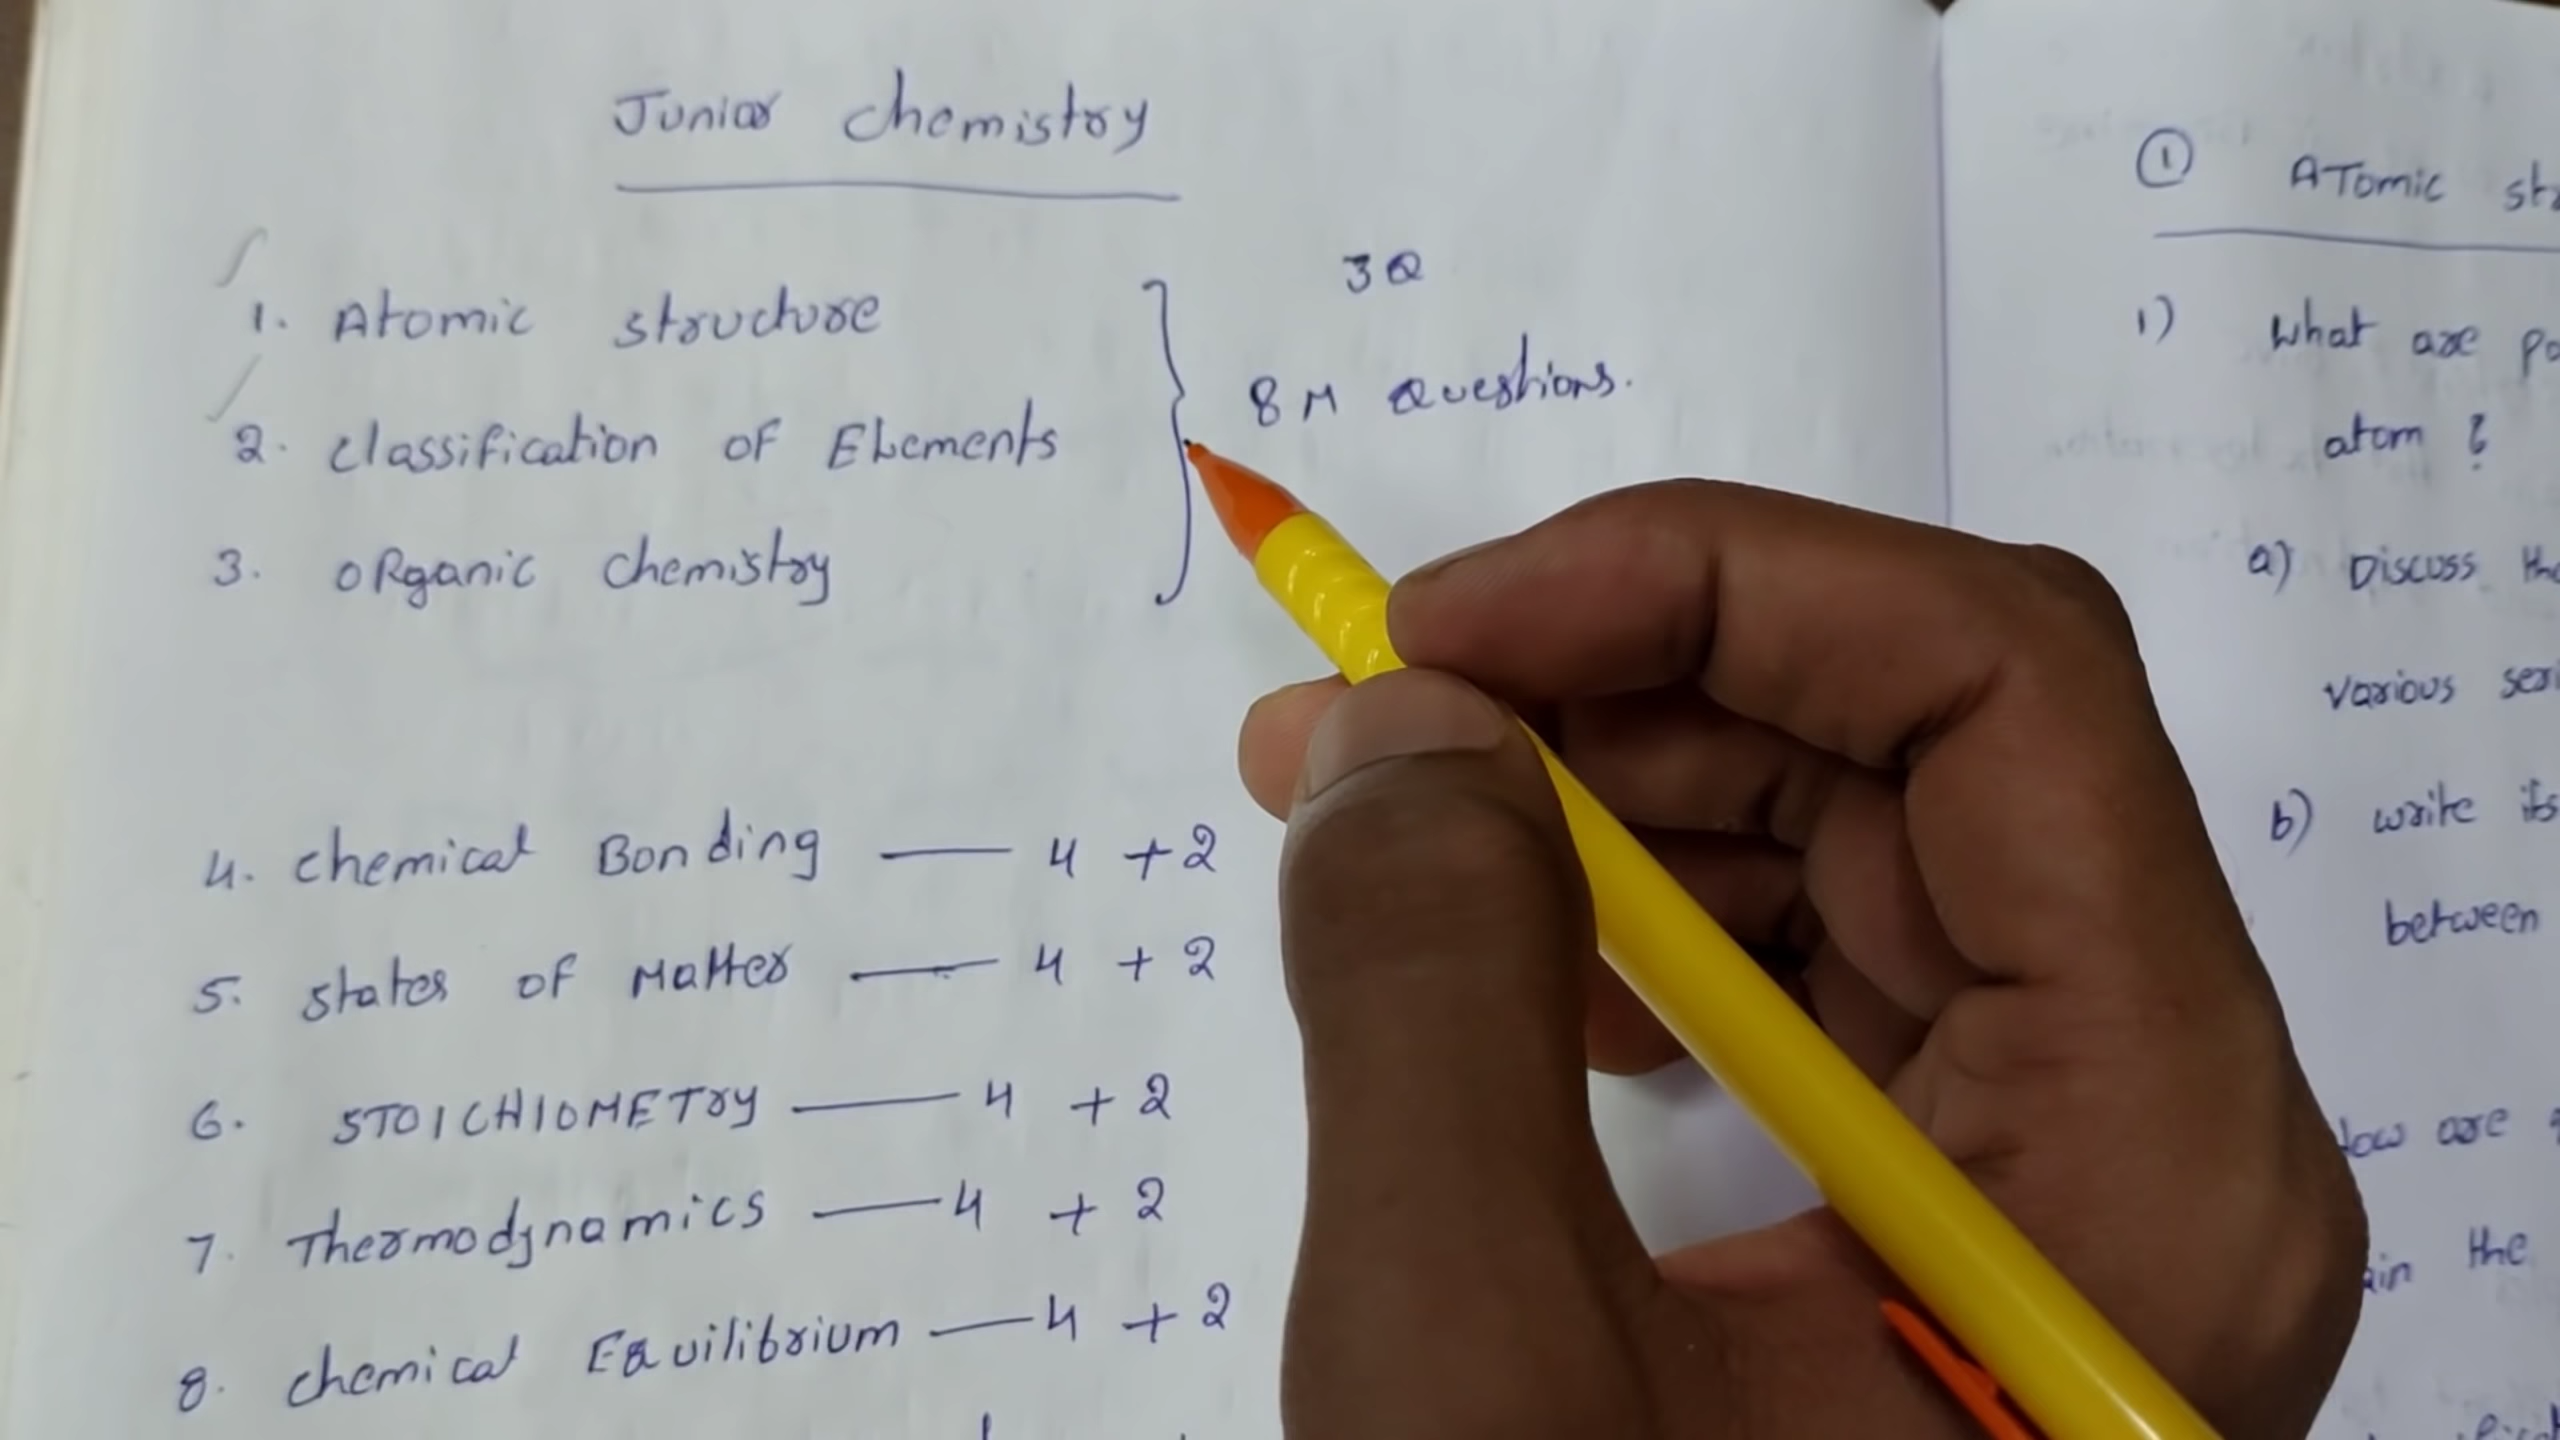 Junior Chemistry
1. Atomic structure
2. Classification of Elements
3. Organic Chemistry
3Q
8M Questions.
4. Chemical Bonding — 4 + 2
5. States of Matter — 4 + 2
6. STOICHIOMETry — 4 + 2
7. Thermodynamics — 4 + 2
8. Chemical Equilibrium — 4 + 2
① Atomic
1) What are
atom ?
a) Discuss
various
b) write its
between
are
the